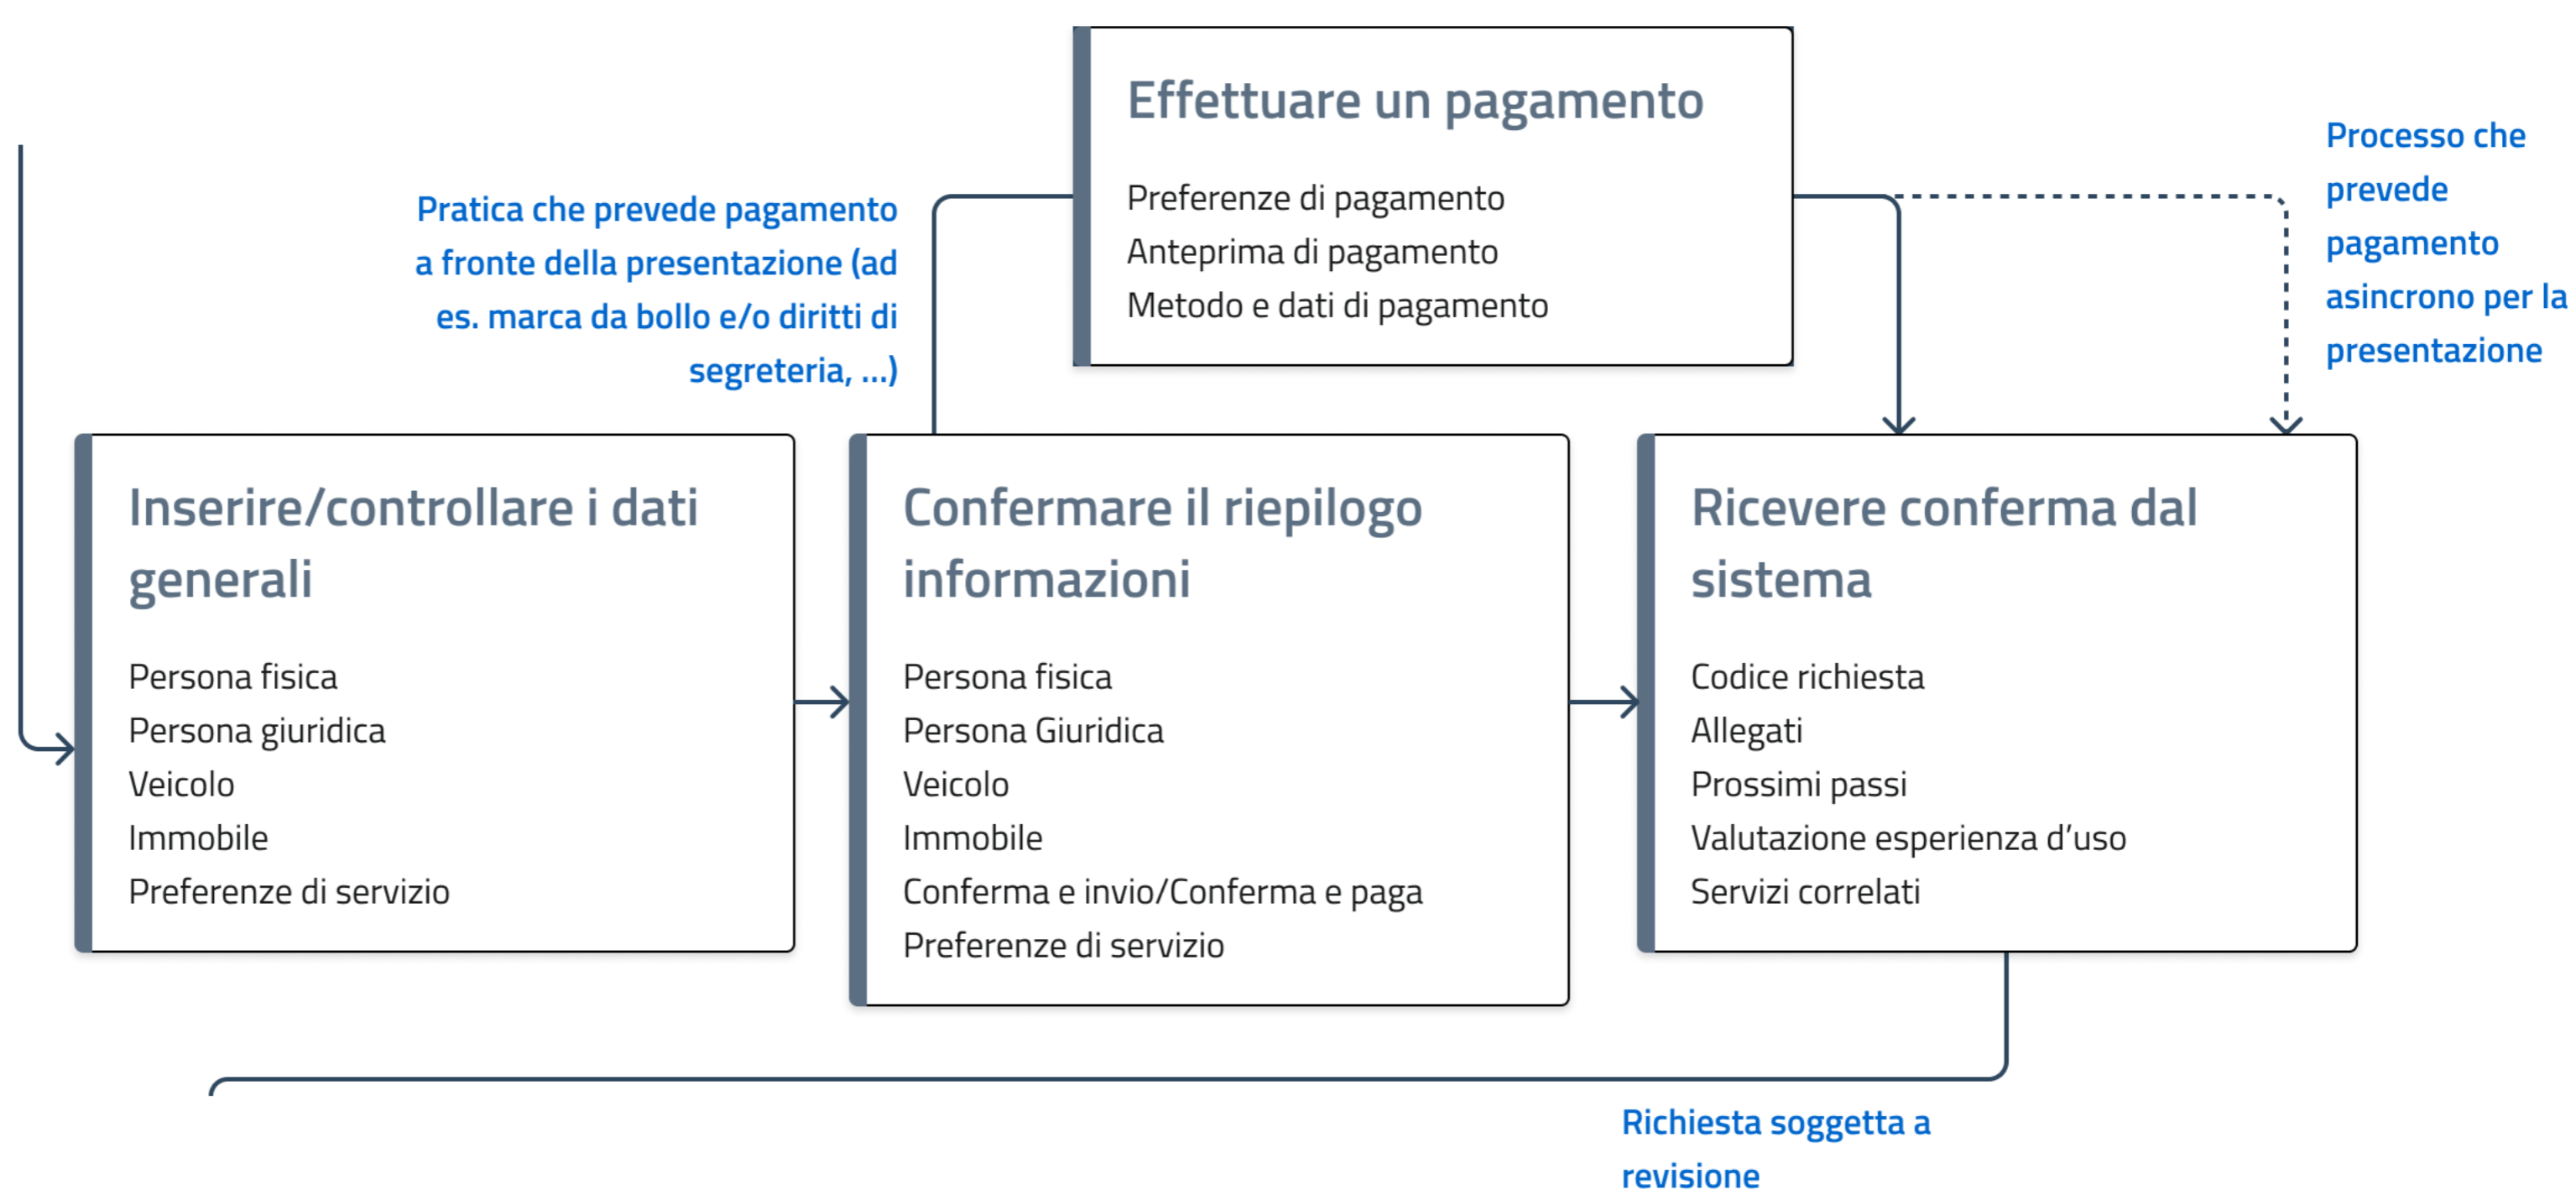 Effettuare un pagamento
Preferenze di pagamento
Anteprima di pagamento
Metodo e dati di pagamento
Pratica che prevede pagamento
a fronte della presentazione (ad
es. marca da bollo e/o diritti di
segreteria, ...)
Processo che
prevede
pagamento
asincrono per la
presentazione
Inserire/controllare i dati
generali
Persona fisica
Persona giuridica
Veicolo
Immobile
Preferenze di servizio
Confermare il riepilogo
informazioni
Persona fisica
Persona Giuridica
Veicolo
Immobile
Conferma e invio/Conferma e paga
Preferenze di servizio
Ricevere conferma dal
sistema
Codice richiesta
Allegati
Prossimi passi
Valutazione esperienza d’uso
Servizi correlati
Richiesta soggetta a
revisione